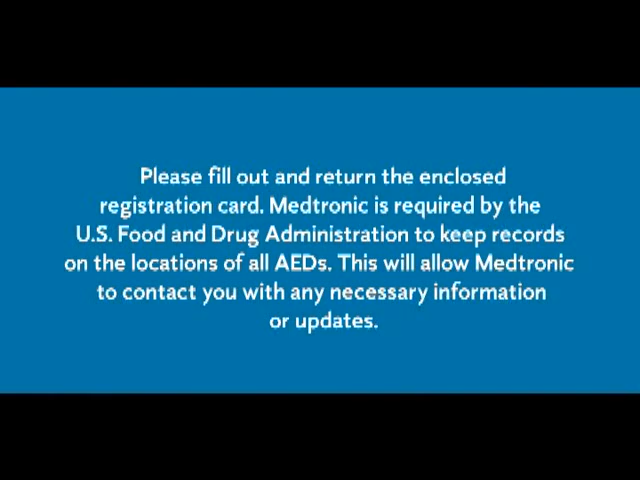 Please fill out and return the enclosed
registration card. Medtronic is required by the
U.S. Food and Drug Administration to keep records
on the locations of all AEDs. This will allow Medtronic
to contact you with any necessary information
or updates.